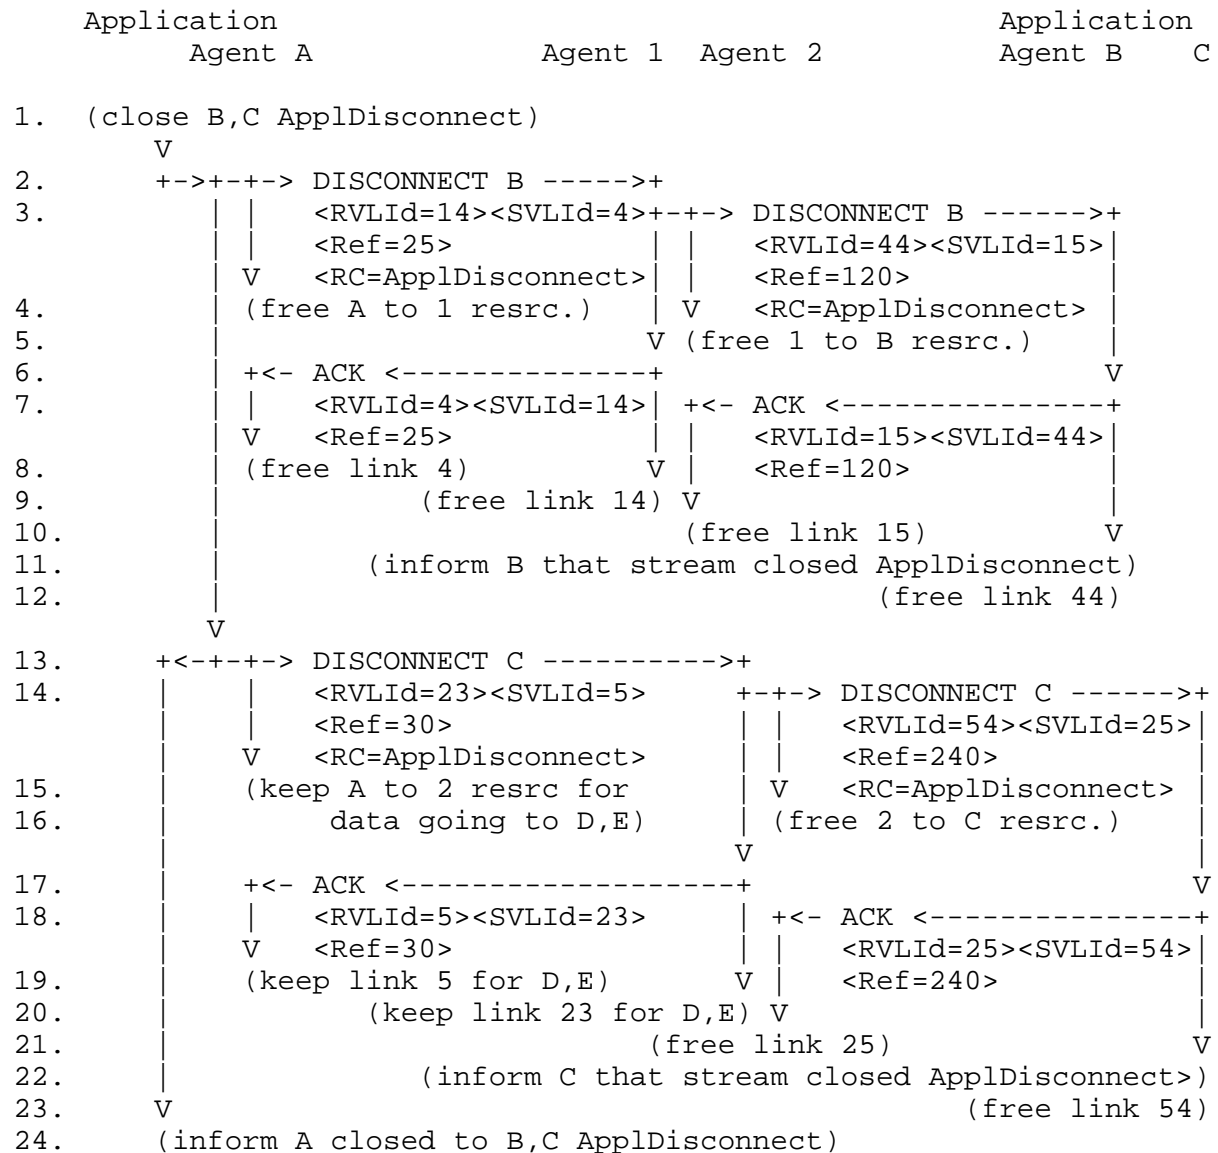 Application                                           Application
          Agent A             Agent 1  Agent 2          Agent B    C

1.  (close B,C ApplDisconnect)
        V
2.      +->+-+-> DISCONNECT B ----->+
3.         | |   <RVLId=14><SVLId=4>+-+-> DISCONNECT B ------>+
           | |   <Ref=25>           | |   <RVLId=44><SVLId=15>|
           | V   <RC=ApplDisconnect>| |   <Ref=120>           |
4.         | (free A to 1 resrc.)   | V   <RC=ApplDisconnect> |
5.         |                        V (free 1 to B resrc.)    |
6.         | +<- ACK <--------------+                         V
7.         | |   <RVLId=4><SVLId=14>| +<- ACK <---------------+
           | V   <Ref=25>           | |   <RVLId=15><SVLId=44>|
8.         | (free link 4)          V |   <Ref=120>           |
9.         |           (free link 14) V                       |
10.        |                          (free link 15)          V
11.        |        (inform B that stream closed ApplDisconnect)
12.        |                                     (free link 44)
           V
13.     +<-+-+-> DISCONNECT C ---------->+
14.     |    |   <RVLId=23><SVLId=5>     +-+-> DISCONNECT C ------>+
        |    |   <Ref=30>                | |   <RVLId=54><SVLId=25>|
        |    V   <RC=ApplDisconnect>     | |   <Ref=240>           |
15.     |    (keep A to 2 resrc for      | V   <RC=ApplDisconnect> |
16.     |         data going to D,E)     | (free 2 to C resrc.)    |
        |                                V                         |
17.     |    +<- ACK <-------------------+                         V
18.     |    |   <RVLId=5><SVLId=23>     | +<- ACK <---------------+
        |    V   <Ref=30>                | |   <RVLId=25><SVLId=54>|
19.     |    (keep link 5 for D,E)       V |   <Ref=240>           |
20.     |           (keep link 23 for D,E) V                       |
21.     |                           (free link 25)                 V
22.     |              (inform C that stream closed ApplDisconnect>)
23.     V                                             (free link 54)
24.     (inform A closed to B,C ApplDisconnect)